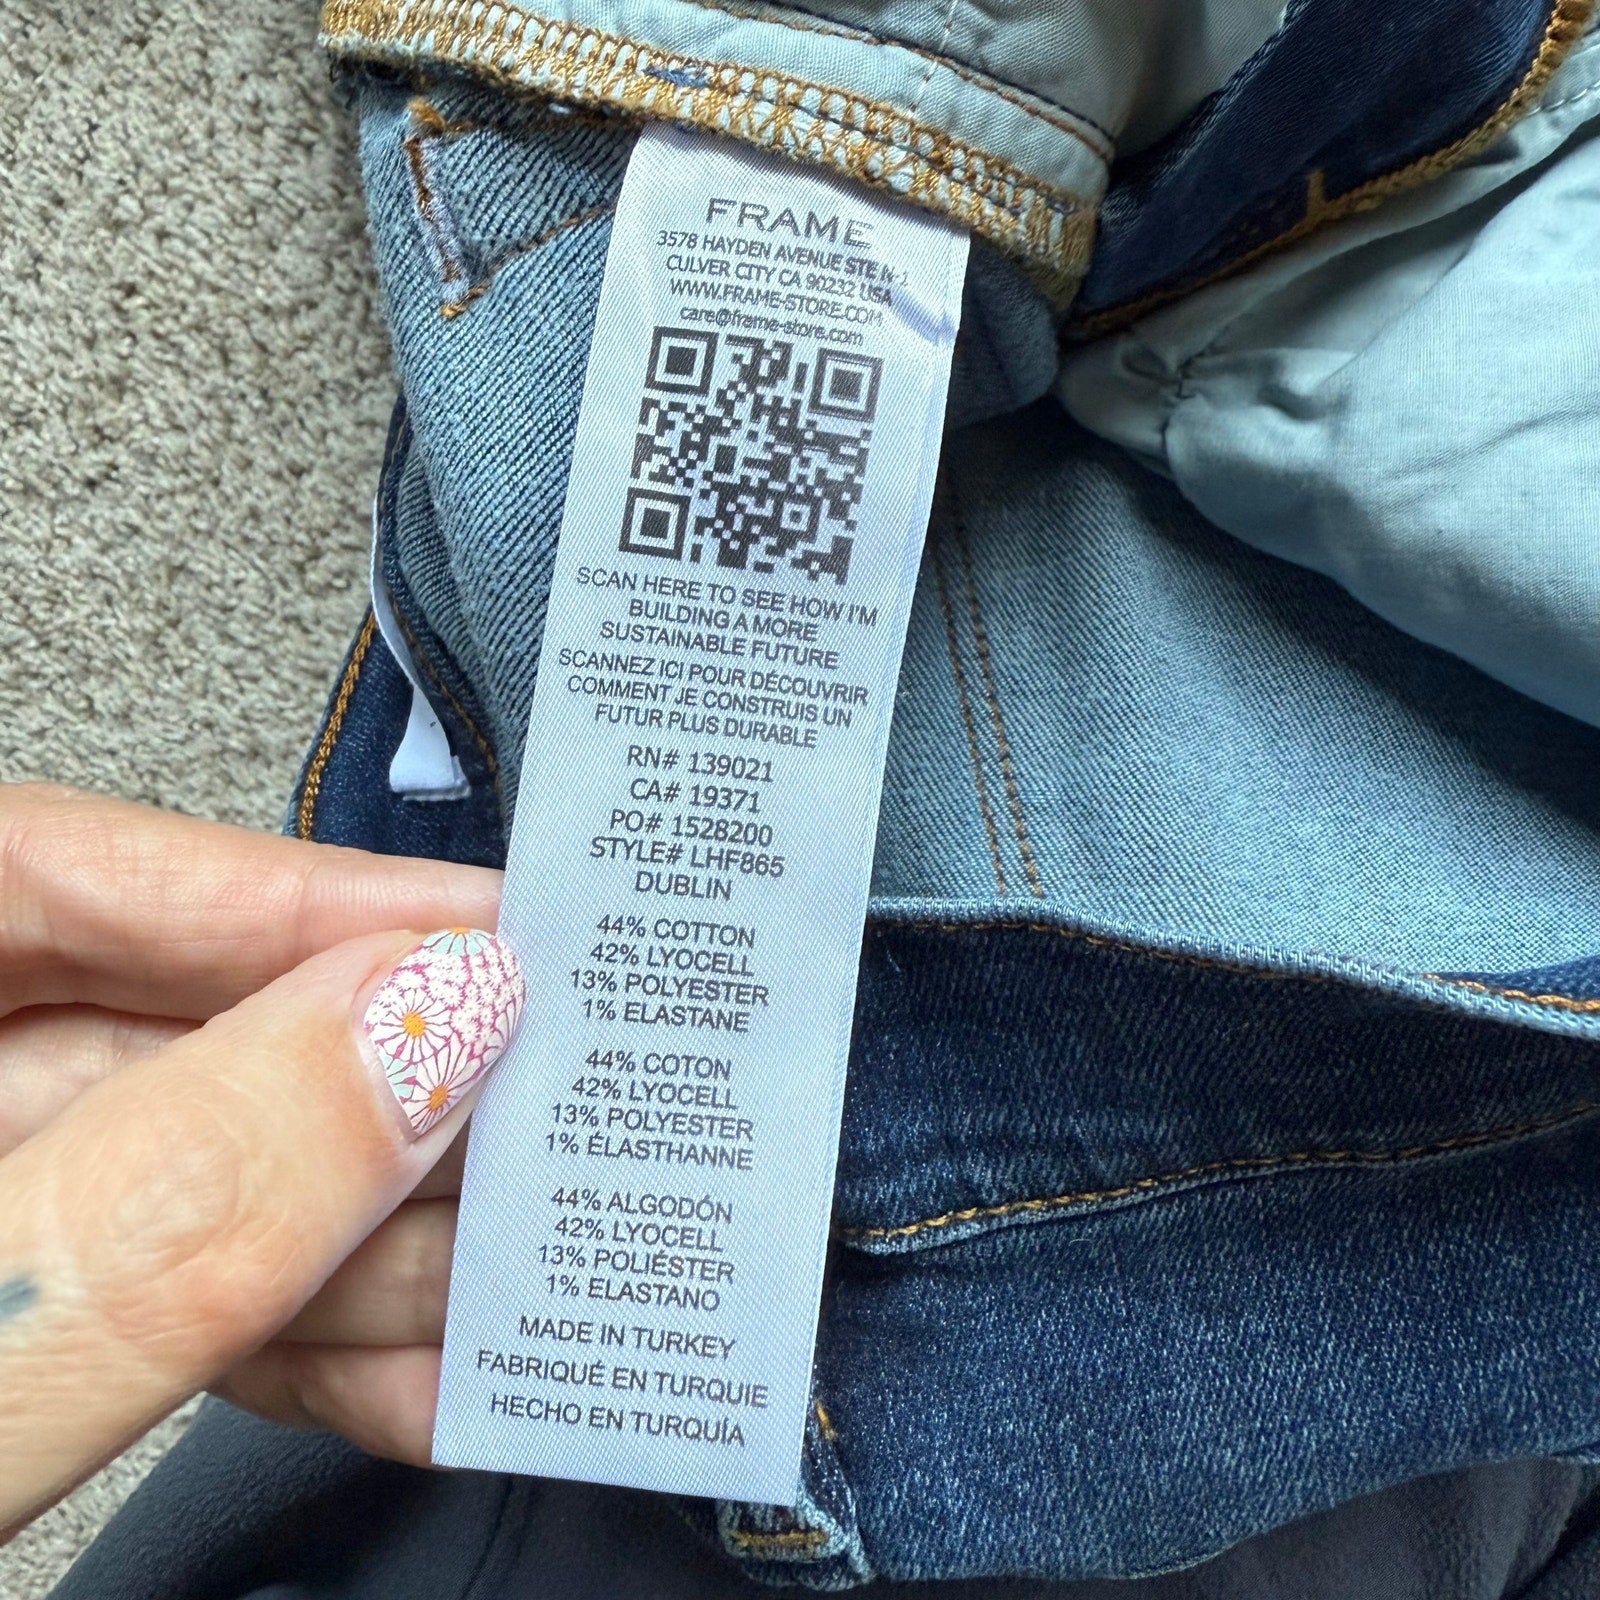 FRAME
3578 HAYDEN AVENUE STE N-1
CULVER CITY CA 90232 USA
WWW.FRAME-STORE.COM
care@frame-store.com
SCAN HERE TO SEE HOW I'M
BUILDING A MORE
SUSTAINABLE FUTURE
SCANNEZ ICI POUR DÉCOUVRIR
COMMENT JE CONSTRUIS UN
FUTUR PLUS DURABLE
RN# 139021
CA# 19371
PO# 1528200
STYLE# LHF865
DUBLIN
44% COTTON
42% LYOCELL
13% POLYESTER
1% ELASTANE
44% COTON
42% LYOCELL
13% POLYESTER
1% ÉLASTHANNE
44% ALGODÓN
42% LYOCELL
13% POLIÉSTER
1% ELASTANO
MADE IN TURKEY
FABRIQUÉ EN TURQUIE
HECHO EN TURQUÍA